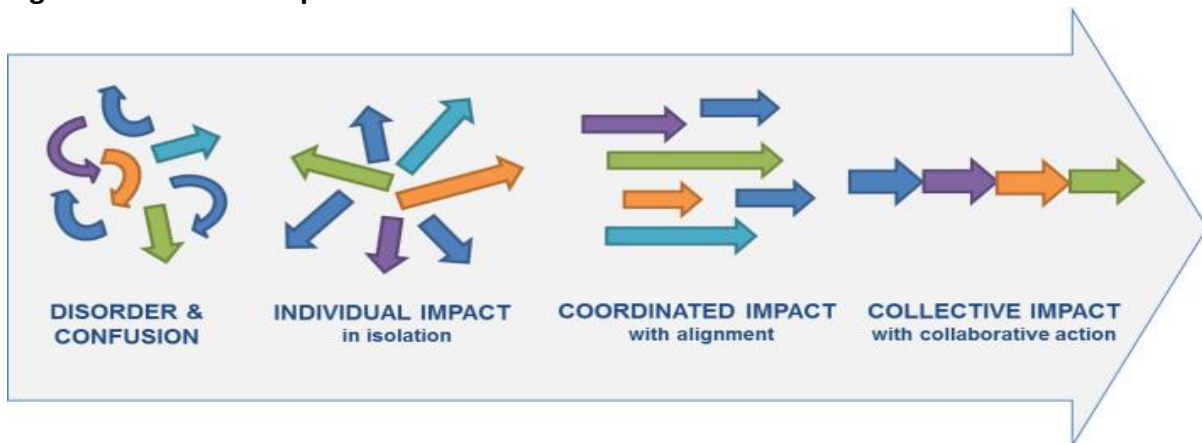 DISORDER &
CONFUSION
INDIVIDUAL IMPACT
in isolation
COORDINATED IMPACT
with alignment
COLLECTIVE IMPACT
with collaborative action